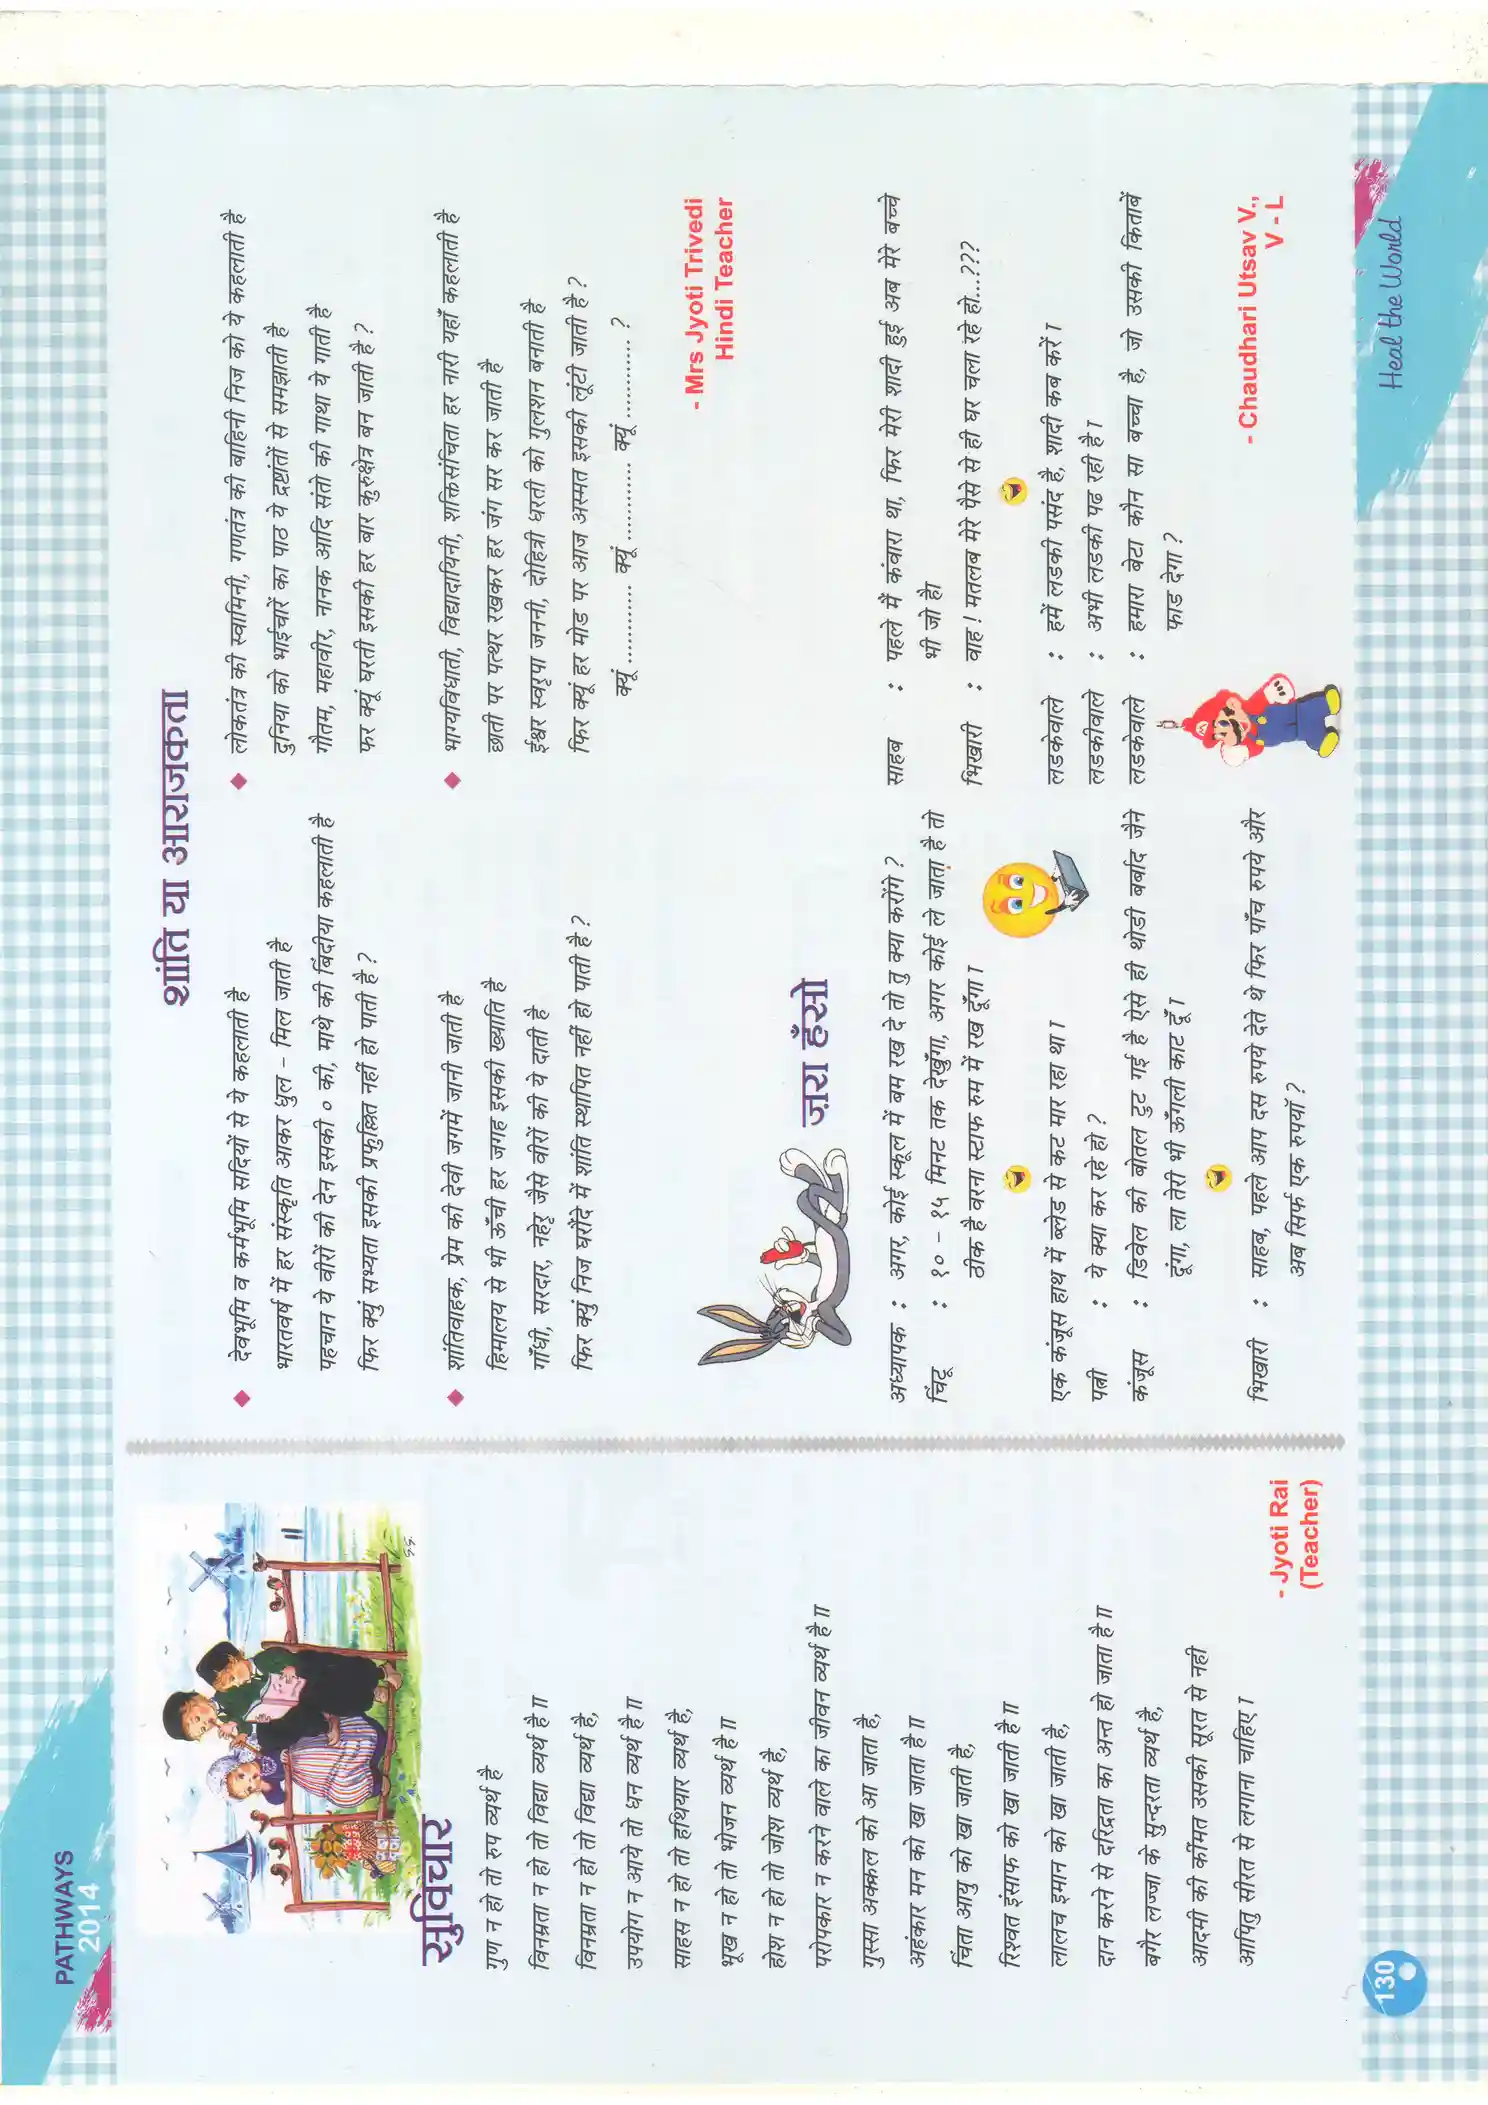 PATHWAYS
2014
सुविचार
गुण न हो तो रुप व्यर्थ है
विनम्रता न हो तो विद्या व्यर्थ है ॥
विनम्रता न हो तो विद्या व्यर्थ है,
उपयोग न आये तो धन व्यर्थ है ॥
साहस न हो तो हथियार व्यर्थ है,
भूख न हो तो भोजन व्यर्थ है ॥
होश न हो तो जोश व्यर्थ है,
परोपकार न करने वाले का जीवन व्यर्थ है ॥
गुस्सा अक्कल को आ जाता है,
अहंकार मन को खा जाता है ॥
चिंता आयु को खा जाती है,
रिश्वत इंसाफ को खा जाती है ॥
लालच इमान को खा जाती है,
दान करने से दरिद्रता का अन्त हो जाता है ॥
बगैर लज्जा के सुन्दरता व्यर्थ है,
आदमी की कींमत उसकी सूरत से नही
आपितु सीरत से लगाना चाहिए ।
- Jyoti Rai
(Teacher)
शांति या आराजकता
देवभूमि व कर्मभूमि सदियों से ये कहलाती है
भारतवर्ष में हर संस्कृति आकर धुल - मिल जाती है
पहचान ये वीरों की देन इसकी ० की, माथे की बिंदीया कहलाती है
फिर क्युं सभ्यता इसकी प्रफुल्लित नहीं हो पाती है ?
शांतिवाहक, प्रेम की देवी जगमें जानी जाती है
हिमालय से भी ऊँची हर जगह इसकी ख्याति है
गाँधी, सरदार, नहेरु जैसे वीरों की ये दाती है
फिर क्युं निज घरौंदे में शांति स्थापित नहीं हो पाती है ?
लोकतंत्र की स्वामिनी, गणतंत्र की वाहिनी निज को ये कहलाती है
दुनिया को भाईचारें का पाठ ये द्रष्टांतों से समझाती है
गौतम, महावीर, नानक आदि संतो की गाथा ये गाती है
फर क्यूं धरती इसकी हर बार कुरुक्षेत्र बन जाती है ?
भाग्यविधाती, विद्यादायिनी, शक्तिसंचिता हर नारी यहाँ कहलाती है
छाती पर पत्थर रखकर हर जंग सर कर जाती है
ईश्वर स्वरुपा जननी, दोहित्री धरती को गुलशन बनाती है
फिर क्यूं हर मोड पर आज अस्मत इसकी लूंटी जाती है ?
क्यूं ............ क्यूं ............ क्यूं ............ ?
- Mrs Jyoti Trivedi
Hindi Teacher
ज़रा हँसो
अध्यापक : अगर, कोई स्कूल में बम रख दे तो तु क्या करोंगे ?
चिंटू : १० - १५ मिनट तक देखुँगा, अगर कोई ले जाता है तो
ठीक है वरना स्टाफ रुम में रख दूँगा ।
एक कंजूस हाथ में ब्लेड से कट मार रहा था ।
पत्नी : ये क्या कर रहे हो ?
कंजूस : डिवेल की बोतल टुट गई है ऐसे ही थोडी बर्बाद जैने
दूंगा, ला तेरी भी ऊँगली काट दूँ ।
भिखारी : साहब, पहले आप दस रुपये देते थे फिर पाँच रुपये और
अब सिर्फ एक रुपयाँ ?
साहब : पहले मैं कंवारा था, फिर मेरी शादी हुई अब मेरे बच्चे
भी जो है।
भिखारी : वाह ! मतलब मेरे पैसे से ही घर चला रहे हो...???
लडकेवाले : हमें लडकी पसंद है, शादी कब करें ।
लडकीवाले : अभी लडकी पढ रही है ।
लडकेवाले : हमारा बेटा कौन सा बच्चा है, जो उसकी किताबें
फाड देगा ?
- Chaudhari Utsav V.,
V - L
130
Heal the World